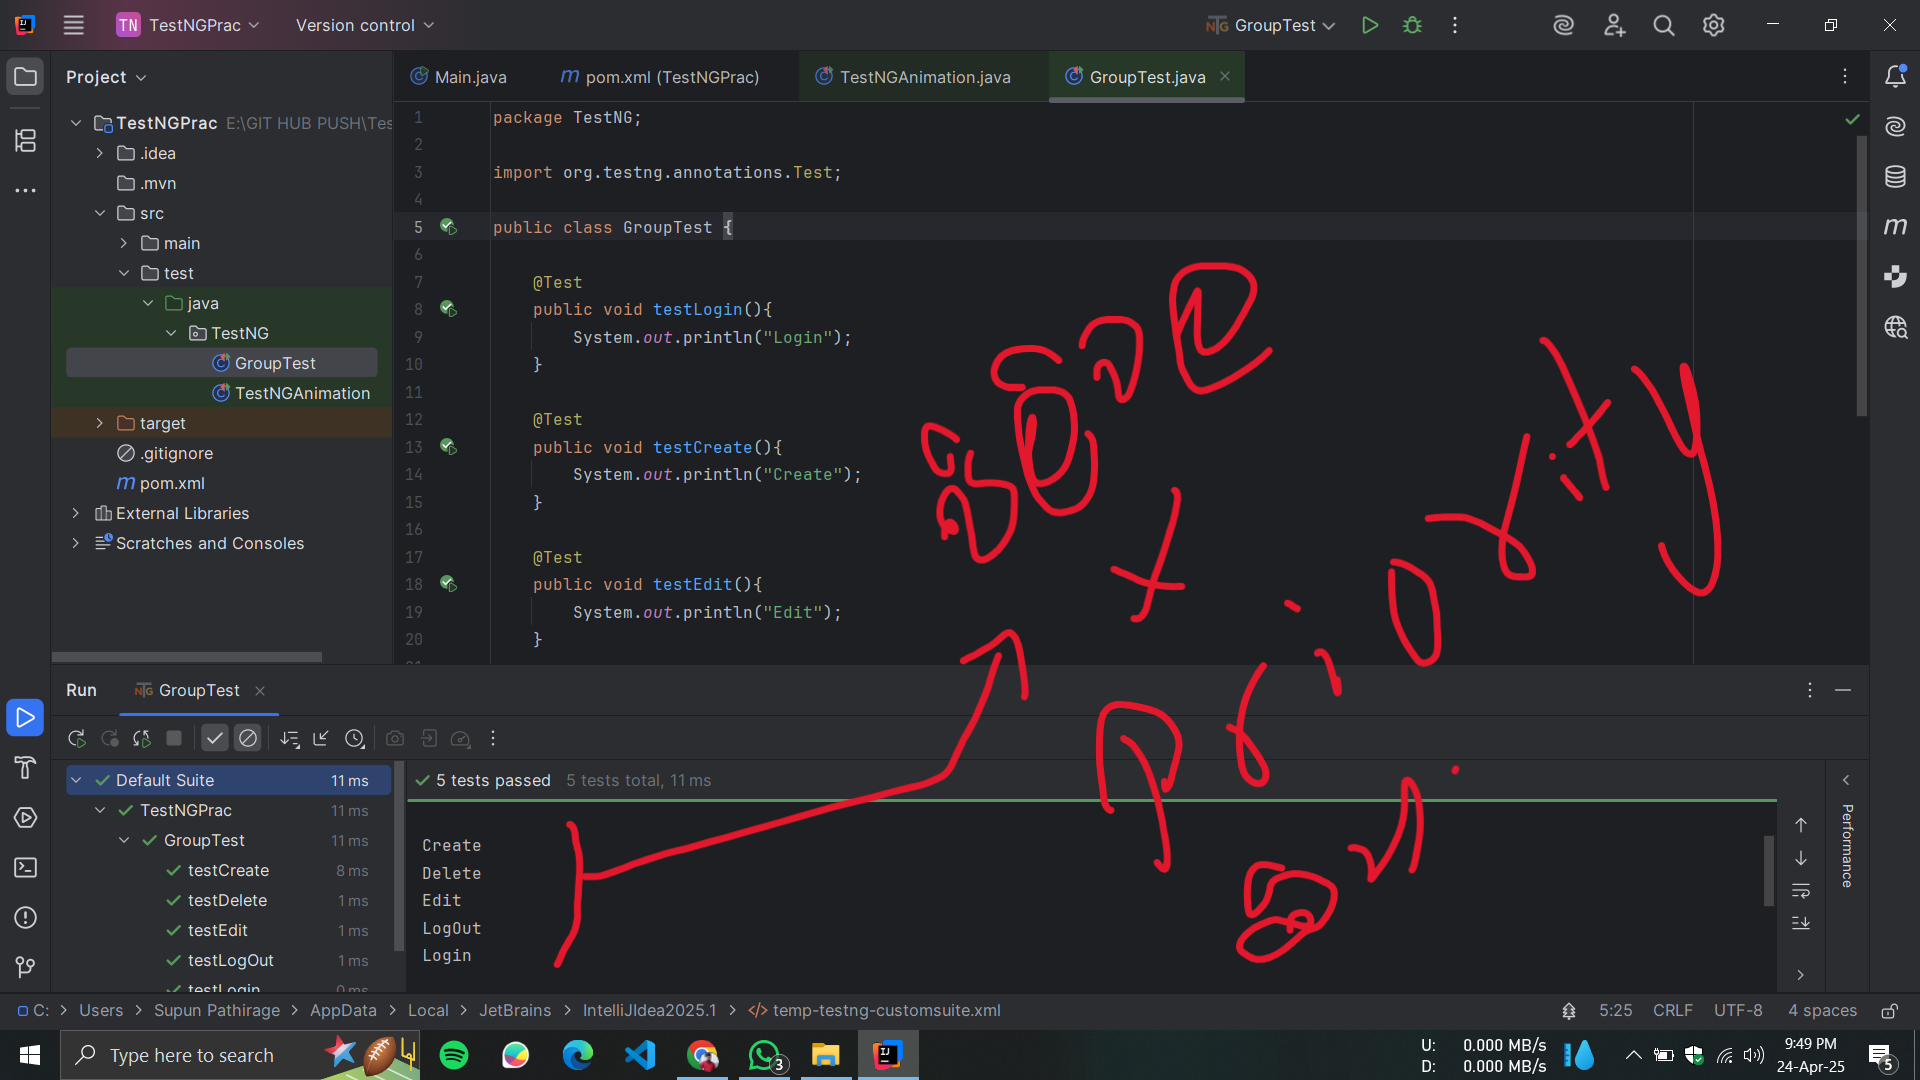 TN TestNGPrac Version control GroupTest
Project Main.java m pom.xml (TestNGPrac) TestNGAnimation.java GroupTest.java
TestNGPrac E:\GIT HUB PUSH\Tes
.idea
.mvn
src
main
test
java
TestNG
GroupTest
TestNGAnimation
target
.gitignore
m pom.xml
External Libraries
Scratches and Consoles
1 package TestNG;
2
3 import org.testng.annotations.Test;
4
5 public class GroupTest {
6
7 @Test
8 public void testLogin(){
9 System.out.println("Login");
10 }
11
12 @Test
13 public void testCreate(){
14 System.out.println("Create");
15 }
16
17 @Test
18 public void testEdit(){
19 System.out.println("Edit");
20 }
priority
Run GroupTest
Default Suite 11 ms
TestNGPrac 11 ms
GroupTest 11 ms
testCreate 8 ms
testDelete 1 ms
testEdit 1 ms
testLogOut 1 ms
testLogin 0 ms
5 tests passed 5 tests total, 11 ms
Create
Delete
Edit
LogOut
Login
Performance
C: > Users > Supun Pathirage > AppData > Local > JetBrains > IntelliJIdea2025.1 > temp-testng-customsuite.xml 5:25 CRLF UTF-8 4 spaces
Type here to search
3
U: 0.000 MB/s
D: 0.000 MB/s
9:49 PM
24-Apr-25
5